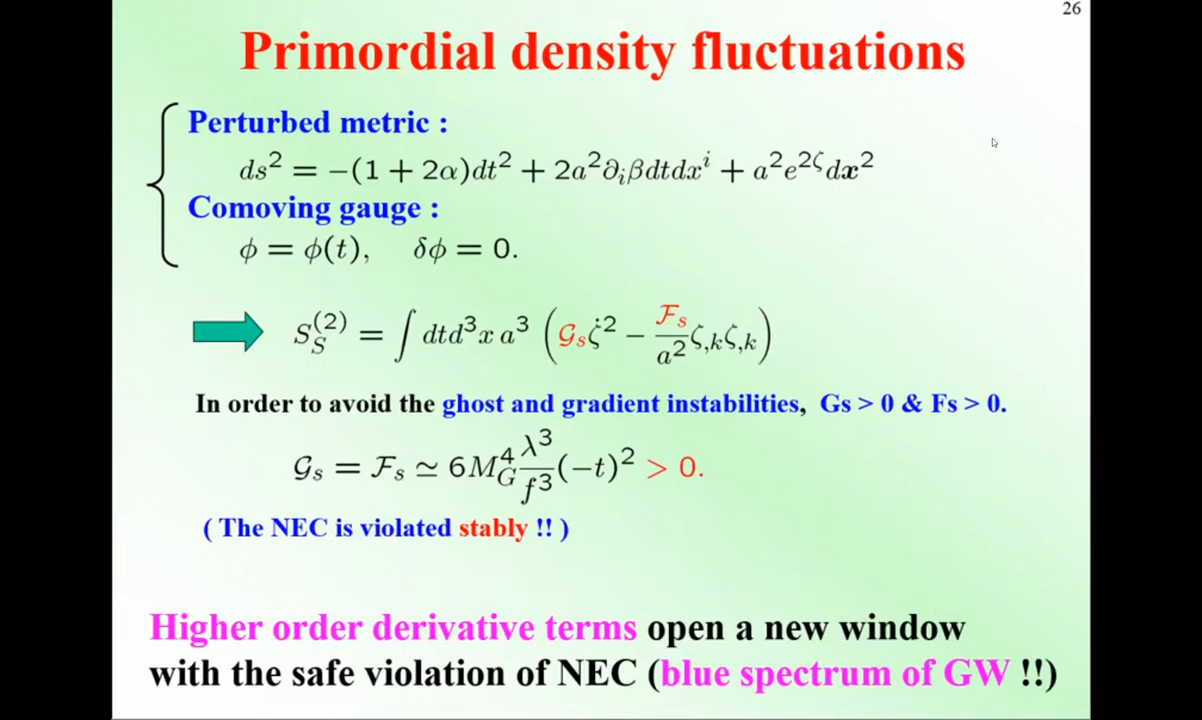 26
Primordial density fluctuations
Perturbed metric :
ds² = −(1 + 2α)dt² + 2a²∂ᵢβdtdxⁱ + a²e^{2ζ}dx²
Comoving gauge :
ϕ = ϕ(t), δϕ = 0.
S_S^{(2)} = ∫ dtd³x a³ (𝒢ₛζ̇² − ℱₛ/a² ζ,ₖζ,ₖ)
In order to avoid the ghost and gradient instabilities, Gs > 0 & Fs > 0.
𝒢ₛ = ℱₛ ≃ 6M_G⁴ λ³/f³ (−t)² > 0.
( The NEC is violated stably !! )
Higher order derivative terms open a new window
with the safe violation of NEC (blue spectrum of GW !!)